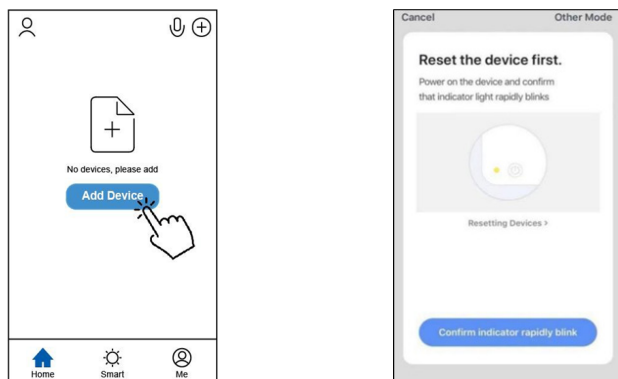 No devices, please add
Add Device
Home
Smart
Me
Cancel
Other Mode
Reset the device first.
Power on the device and confirm
that indicator light rapidly blinks
Resetting Devices >
Confirm indicator rapidly blink